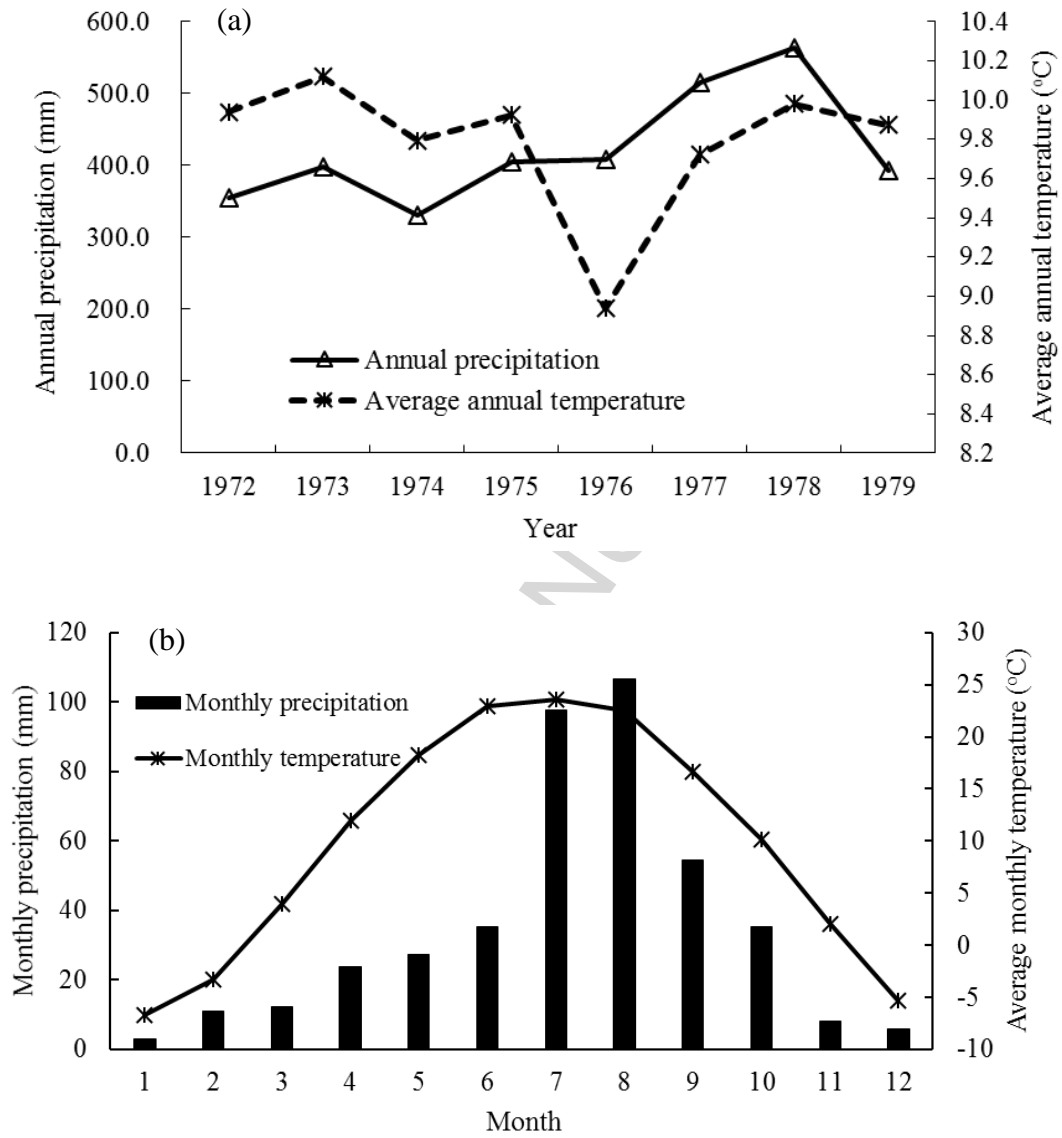 (a)
Annual precipitation (mm)
600.0
500.0
400.0
300.0
200.0
100.0
0.0
10.4
10.2
10.0
9.8
9.6
9.4
9.2
9.0
8.8
8.6
8.4
8.2
Average annual temperature (°C)
Annual precipitation
Average annual temperature
1972 1973 1974 1975 1976 1977 1978 1979
Year
(b)
Monthly precipitation (mm)
120
100
80
60
40
20
0
30
25
20
15
10
5
0
-5
-10
Average monthly temperature (°C)
Monthly precipitation
Monthly temperature
1 2 3 4 5 6 7 8 9 10 11 12
Month